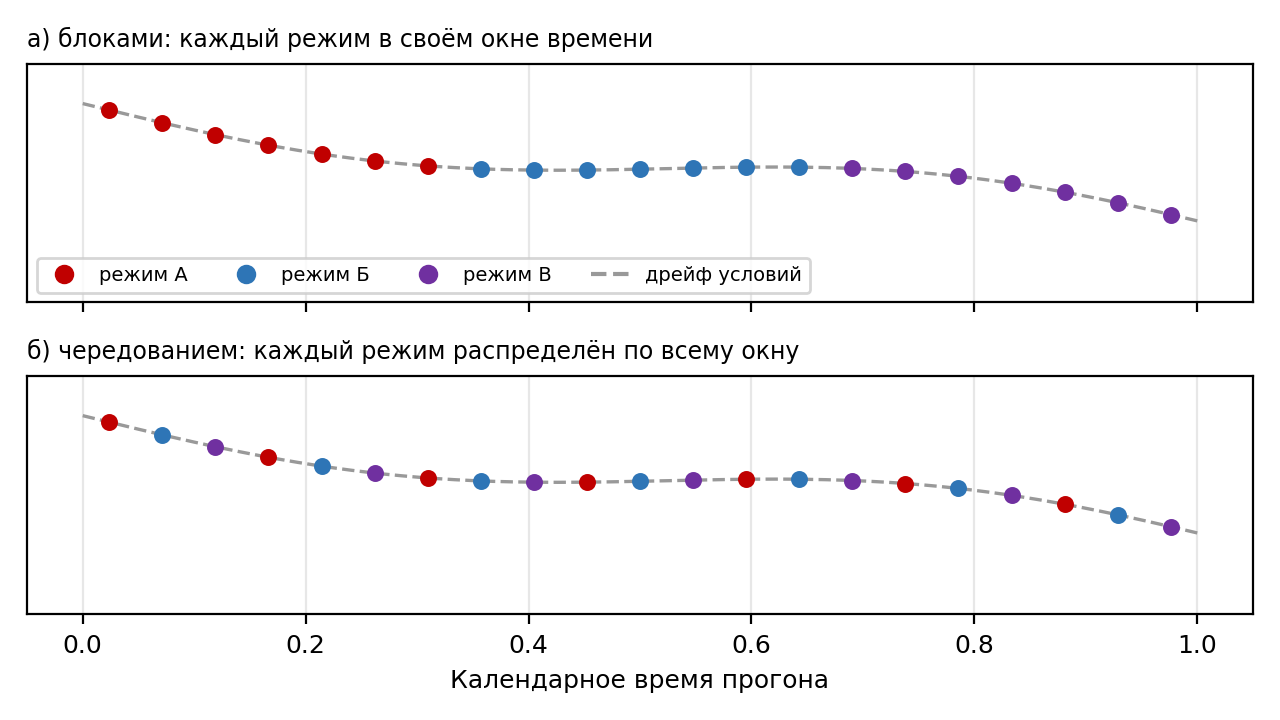 а) блоками: каждый режим в своём окне времени
режим А режим Б режим В дрейф условий
б) чередованием: каждый режим распределён по всему окну
0.0 0.2 0.4 0.6 0.8 1.0
Календарное время прогона